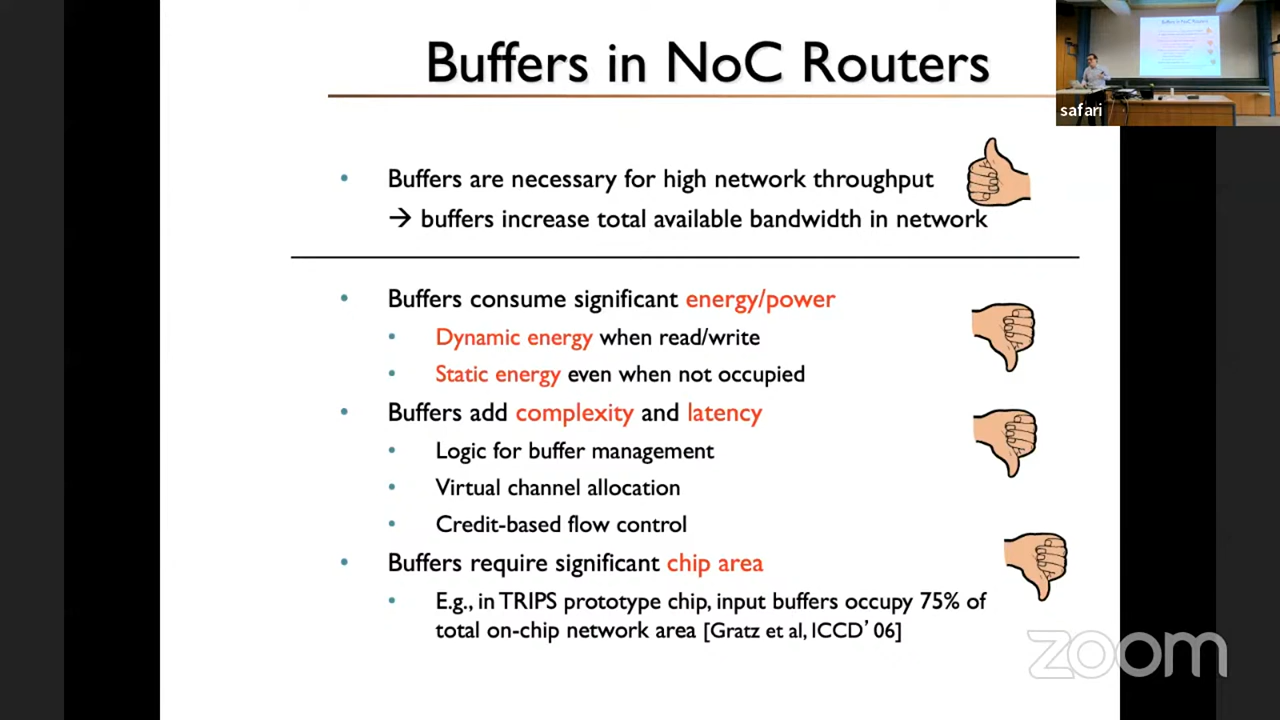 Buffers in NoC Routers
Buffers in NoC Routers
safari
• Buffers are necessary for high network throughput
→ buffers increase total available bandwidth in network
• Buffers consume significant energy/power
• Dynamic energy when read/write
• Static energy even when not occupied
• Buffers add complexity and latency
• Logic for buffer management
• Virtual channel allocation
• Credit-based flow control
• Buffers require significant chip area
• E.g., in TRIPS prototype chip, input buffers occupy 75% of
total on-chip network area [Gratz et al, ICCD’ 06]
zoom